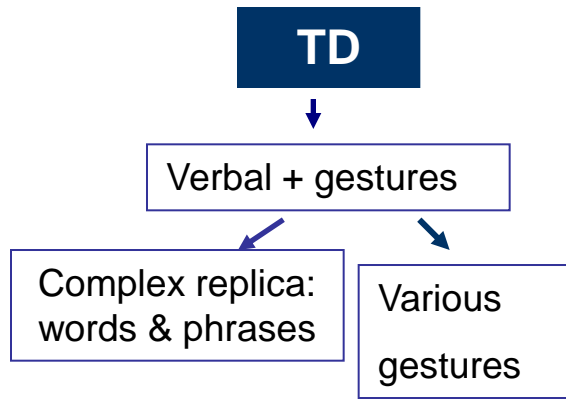 TD
Verbal + gestures
Complex replica:
words & phrases
Various
gestures